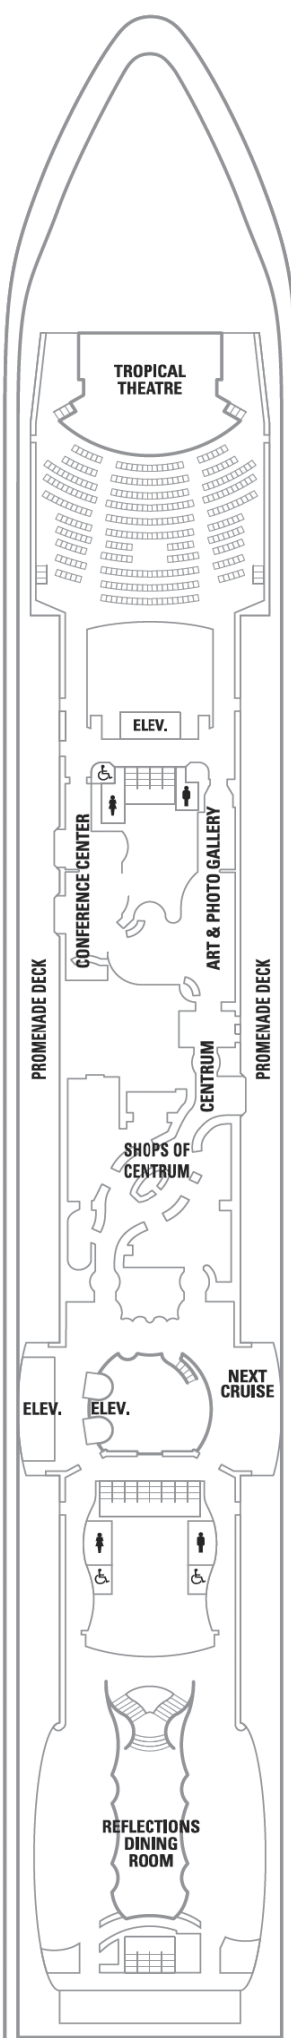 TROPICAL
THEATRE
ELEV.
CONFERENCE CENTER
ART & PHOTO GALLERY
PROMENADE DECK
PROMENADE DECK
CENTRUM
SHOPS OF
CENTRUM
NEXT
CRUISE
ELEV.
ELEV.
REFLECTIONS
DINING
ROOM